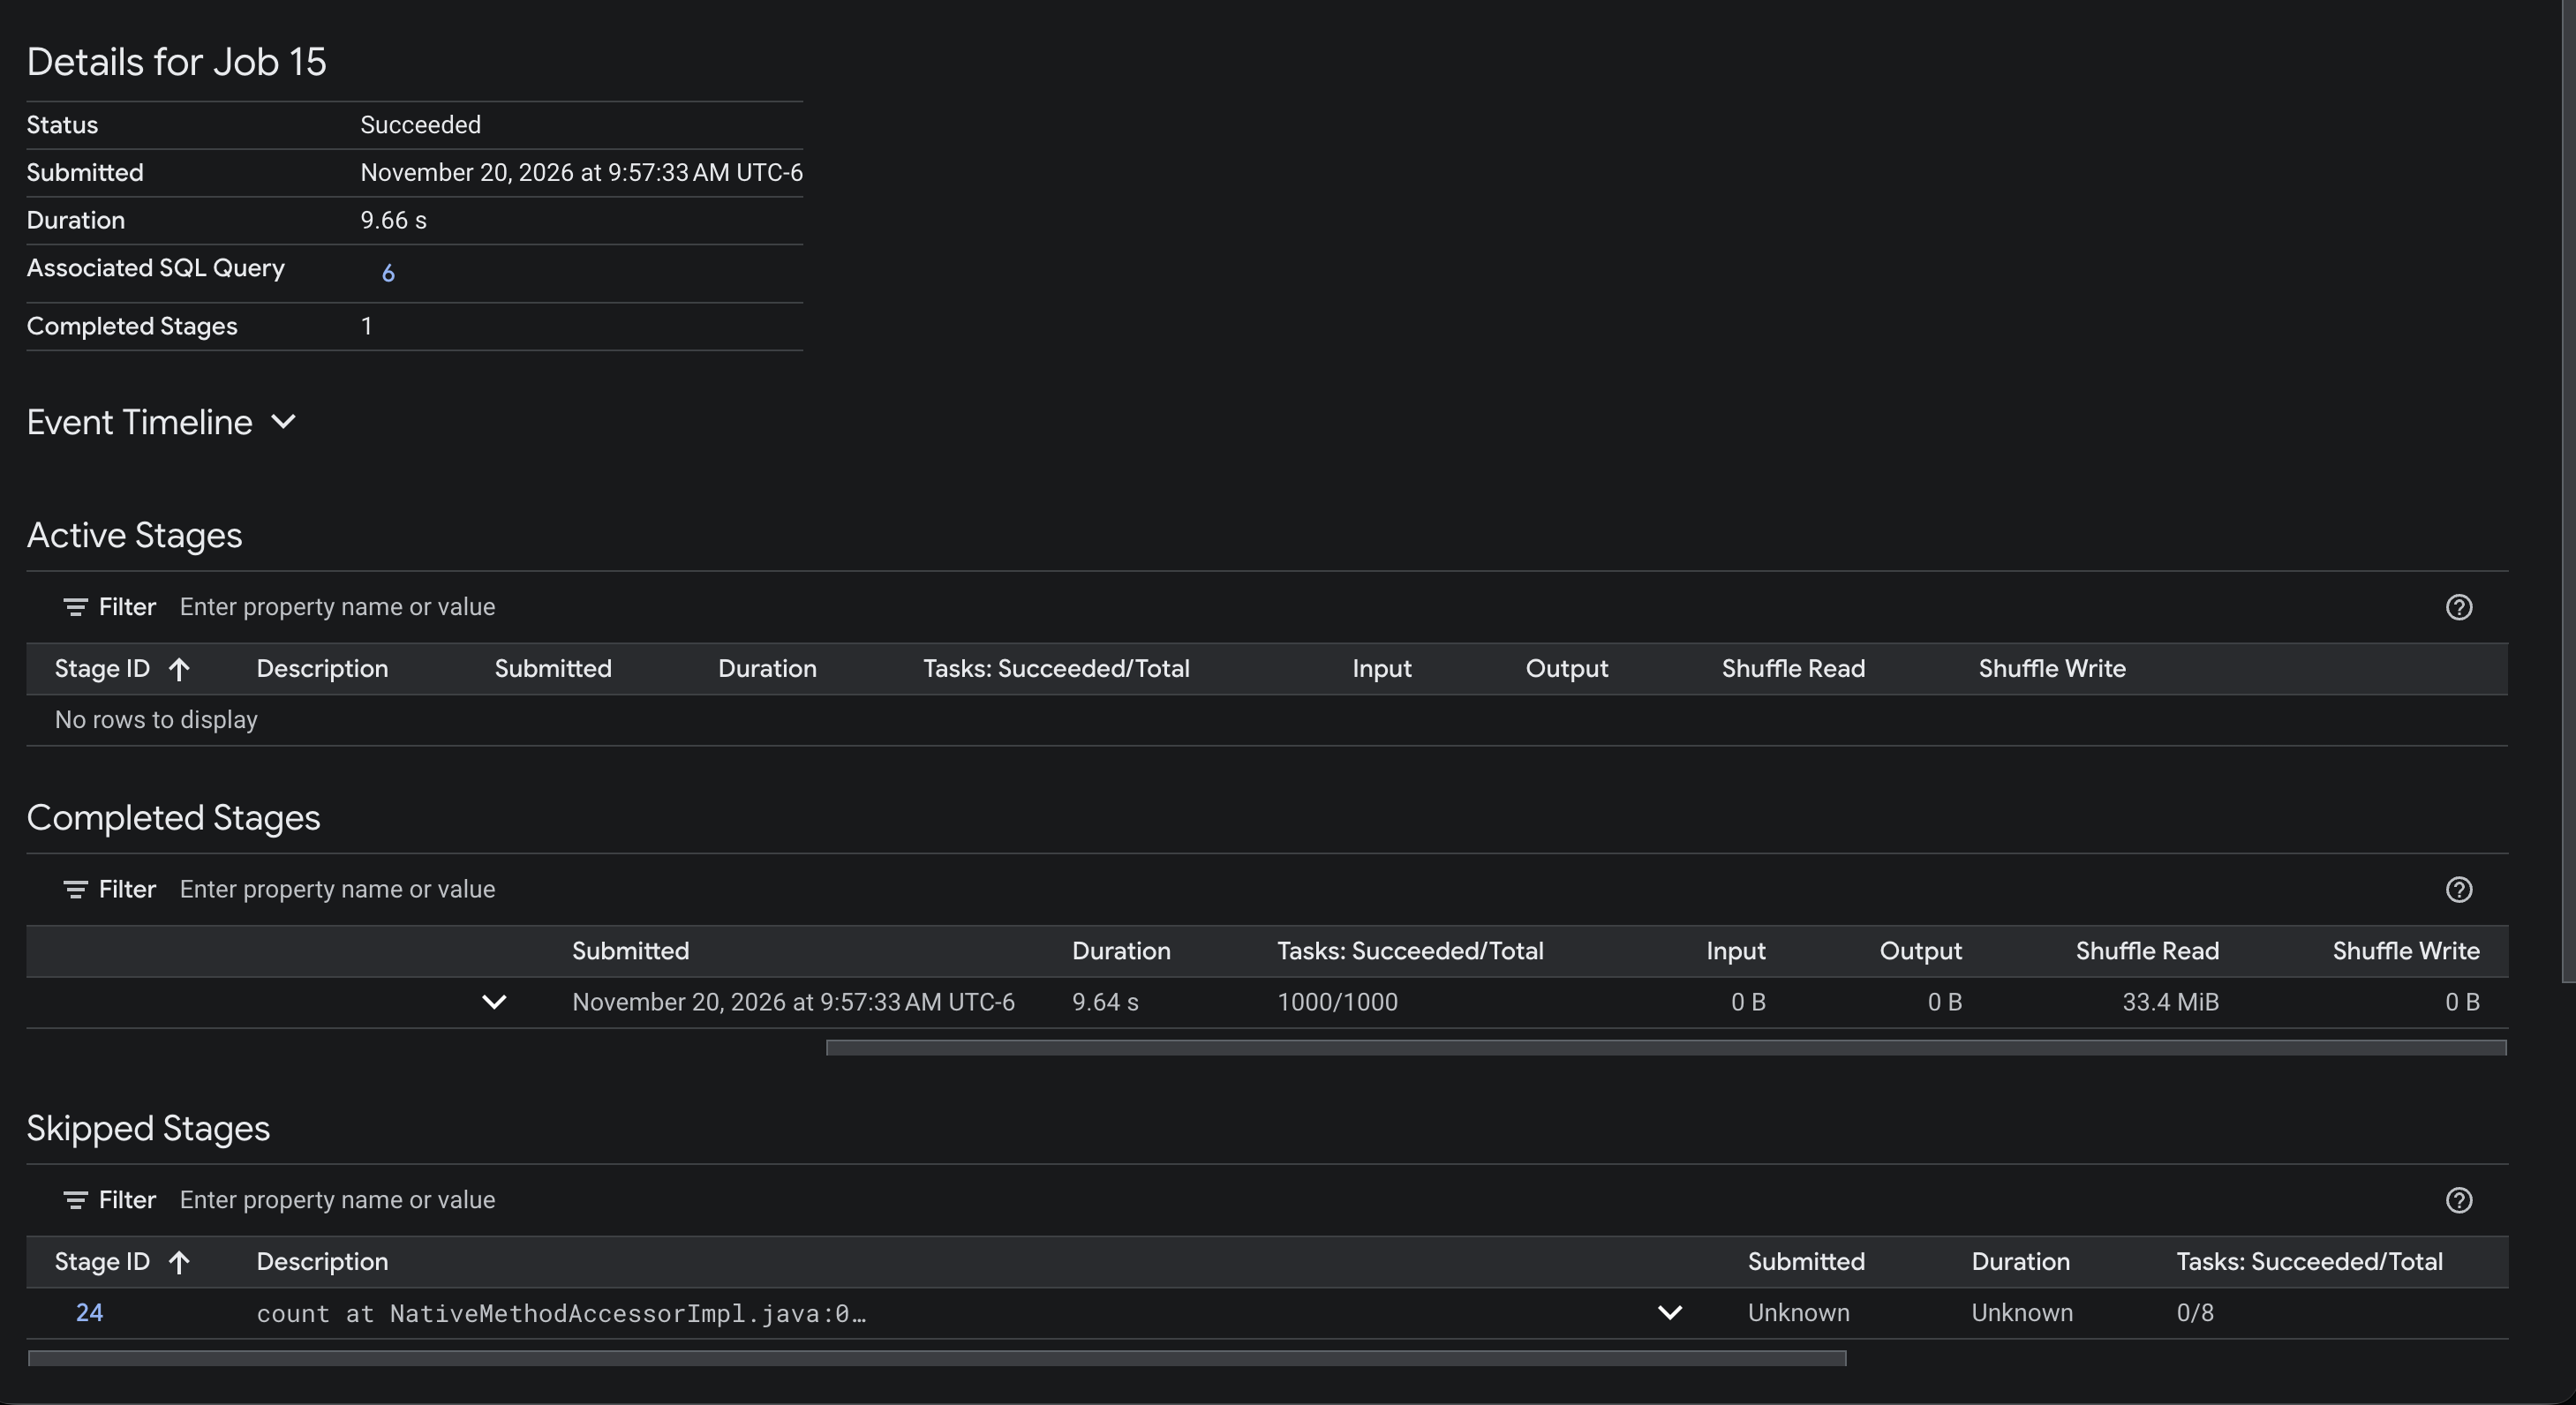 Details for Job 15
Status Succeeded
Submitted November 20, 2026 at 9:57:33 AM UTC-6
Duration 9.66 s
Associated SQL Query 6
Completed Stages 1
Event Timeline
Active Stages
Filter Enter property name or value
Stage ID Description Submitted Duration Tasks: Succeeded/Total Input Output Shuffle Read Shuffle Write
No rows to display
Completed Stages
Filter Enter property name or value
Submitted Duration Tasks: Succeeded/Total Input Output Shuffle Read Shuffle Write
November 20, 2026 at 9:57:33 AM UTC-6 9.64 s 1000/1000 0 B 0 B 33.4 MiB 0 B
Skipped Stages
Filter Enter property name or value
Stage ID Description Submitted Duration Tasks: Succeeded/Total
24 count at NativeMethodAccessorImpl.java:0… Unknown Unknown 0/8